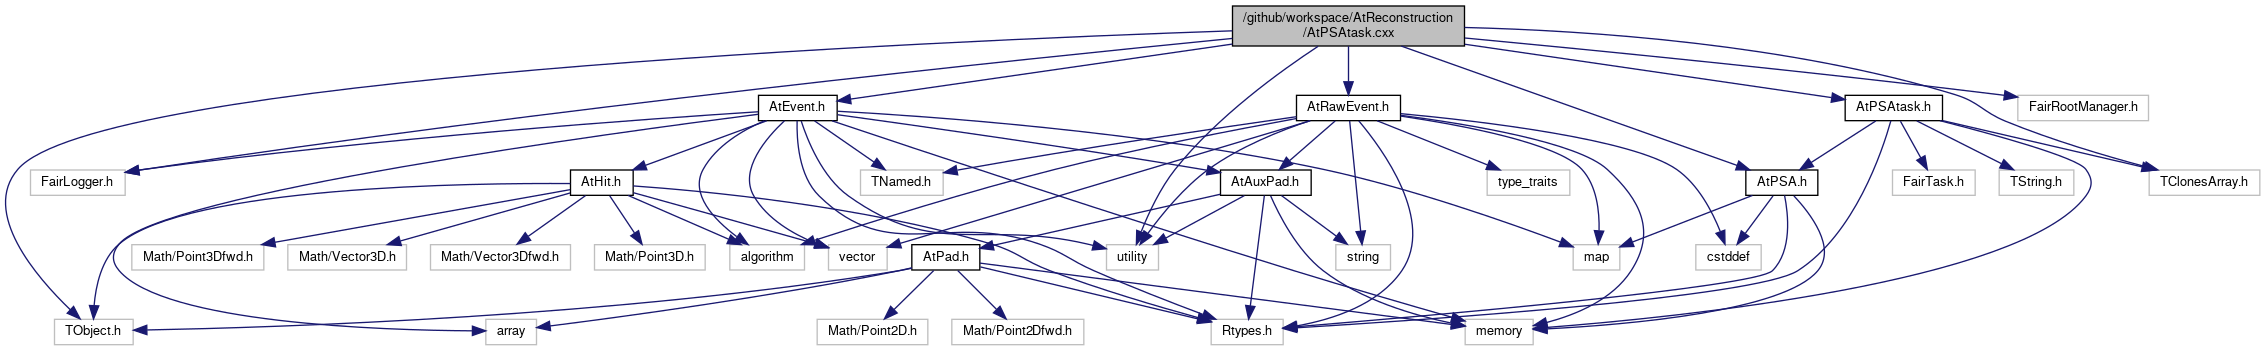 /github/workspace/AtReconstruction
/AtPSAtask.cxx
AtEvent.h
AtRawEvent.h
AtPSAtask.h
FairRootManager.h
FairLogger.h
AtHit.h
TNamed.h
AtAuxPad.h
type_traits
AtPSA.h
FairTask.h
TString.h
TClonesArray.h
Math/Point3Dfwd.h
Math/Vector3D.h
Math/Vector3Dfwd.h
Math/Point3D.h
algorithm
vector
AtPad.h
utility
string
map
cstddef
TObject.h
array
Math/Point2D.h
Math/Point2Dfwd.h
Rtypes.h
memory